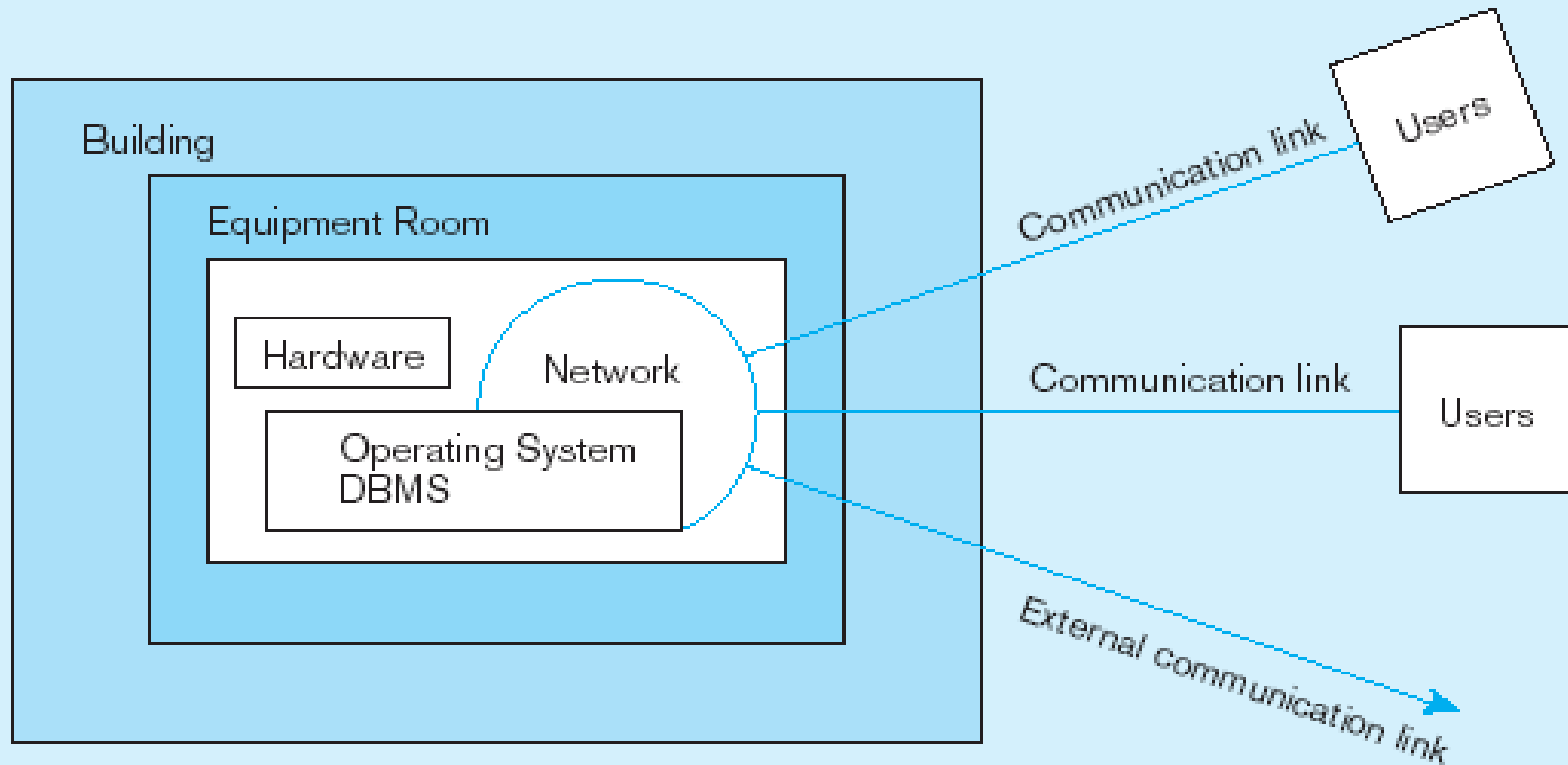 Building
Equipment Room
Hardware
Network
Operating System
DBMS
Communication link
Users
Communication link
Users
External communication link